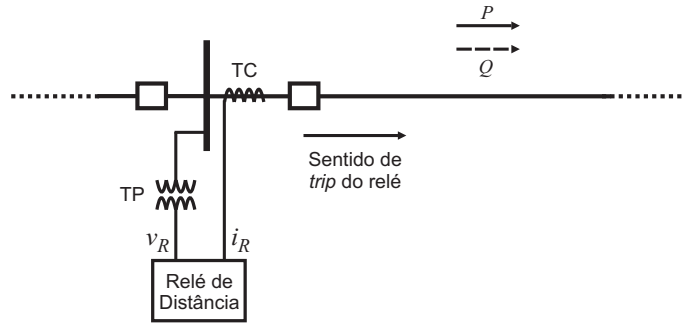 P
Q
TC
Sentido de
trip do relé
TP
v_R
i_R
Relé de
Distância